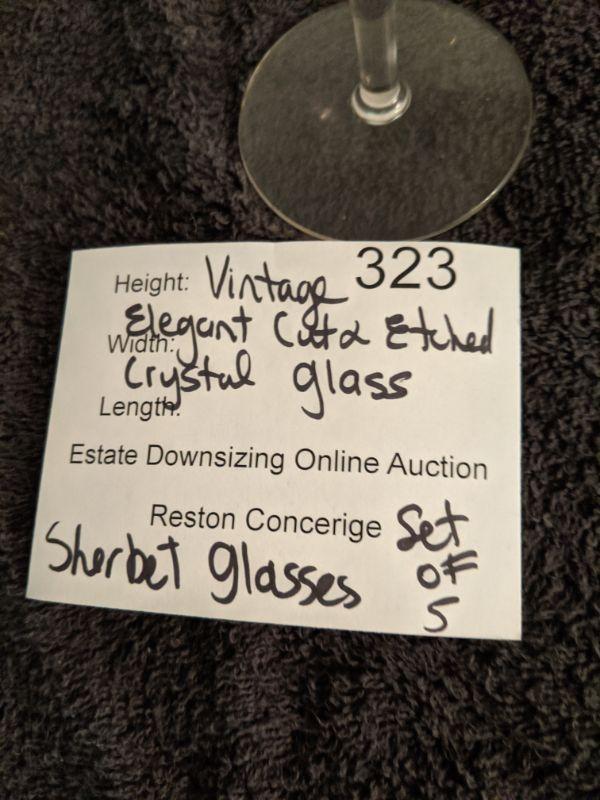 Height: Vintage 323
Elegant Cut & Etched
Width:
Crystal glass
Length:
Estate Downsizing Online Auction
Reston Concerige Set
Sherbet glasses of
5